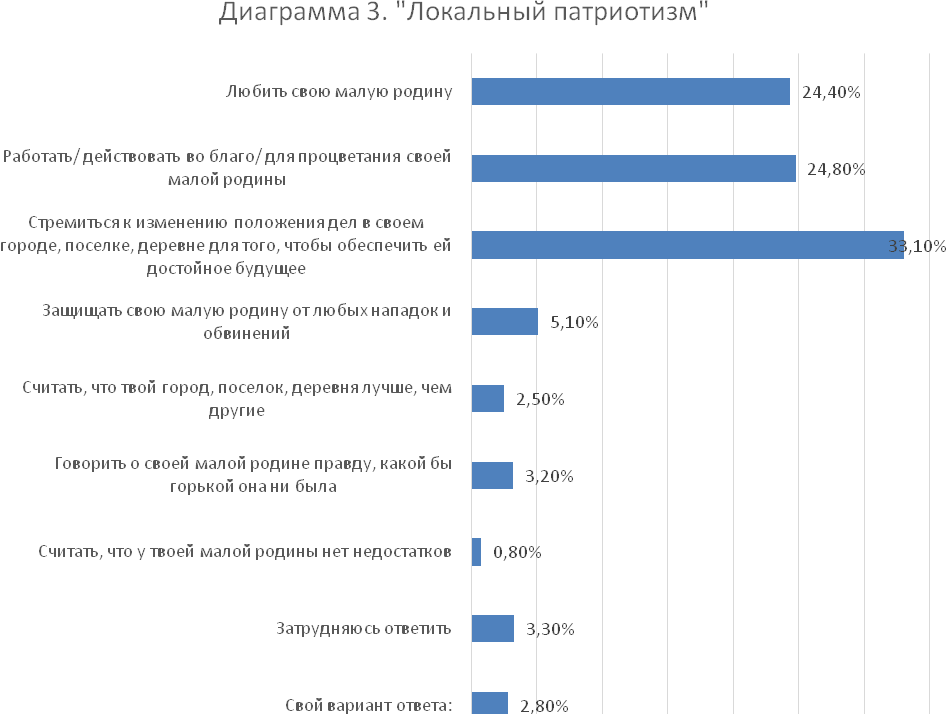 Диаграмма 3. "Локальный патриотизм"
Любить свою малую родину
24,40%
Работать/ действовать во благо/ для процветания своей
малой родины
24,80%
Стремиться к изменению положения дел в своем
городе, поселке, деревне для того, чтобы обеспечить ей
достойное будущее
33,10%
Защищать свою малую родину от любых нападок и
обвинений
5,10%
Считать, что твой город, поселок, деревня лучше, чем
другие
2,50%
Говорить о своей малой родине правду, какой бы
горькой она ни была
3,20%
Считать, что у твоей малой родины нет недостатков
0,80%
Затрудняюсь ответить
3,30%
Свой вариант ответа:
2,80%